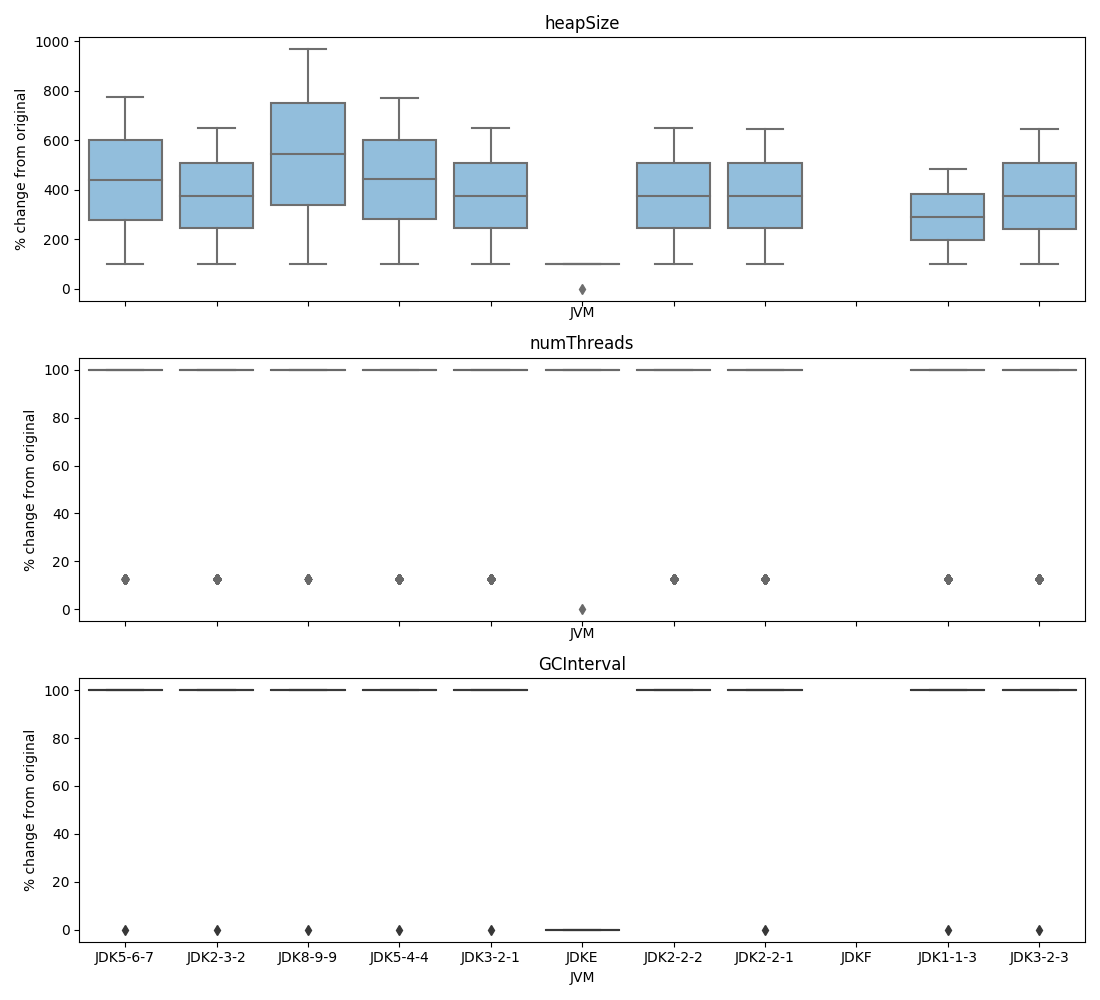 heapSize
% change from original
1000
800
600
400
200
0
JVM
numThreads
% change from original
100
80
60
40
20
0
JVM
GCInterval
% change from original
100
80
60
40
20
0
JDK5-6-7 JDK2-3-2 JDK8-9-9 JDK5-4-4 JDK3-2-1 JDKE JDK2-2-2 JDK2-2-1 JDKF JDK1-1-3 JDK3-2-3
JVM